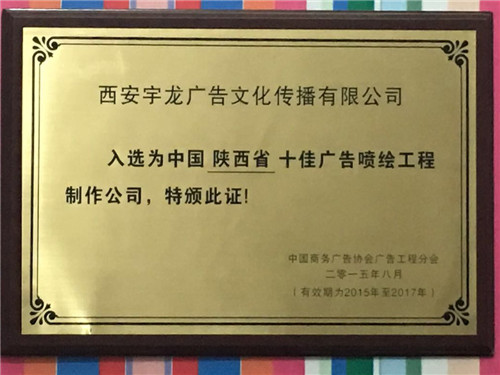 西安宇龙广告文化传播有限公司
入选为中国 陕西省 十佳广告喷绘工程
制作公司，特颁此证!
中国商务广告协会广告工程分会
二零一五年八月
(有效期为2015年至2017年)